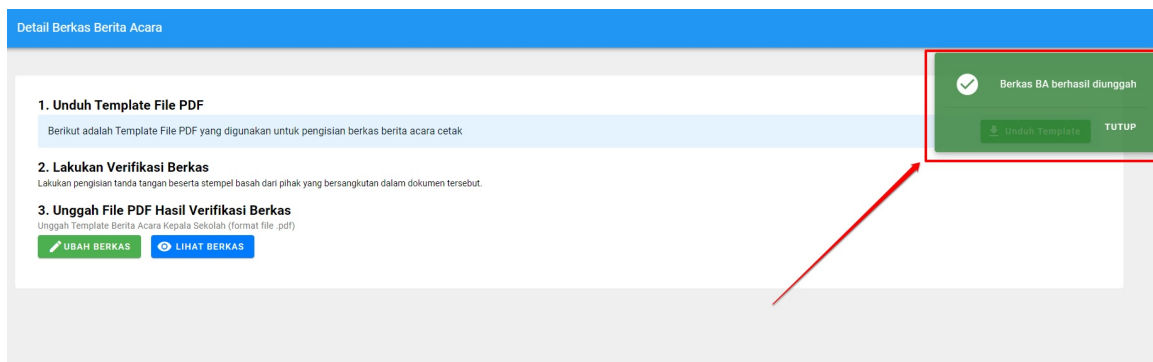 Detail Berkas Berita Acara
Berkas BA berhasil diunggah
1. Unduh Template File PDF
Berikut adalah Template File PDF yang digunakan untuk pengisian berkas berita acara cetak
Unduh Template
TUTUP
2. Lakukan Verifikasi Berkas
Lakukan pengisian tanda tangan beserta stempel basah dari pihak yang bersangkutan dalam dokumen tersebut.
3. Unggah File PDF Hasil Verifikasi Berkas
Unggah Template Berita Acara Kepala Sekolah (format file .pdf)
UBAH BERKAS
LIHAT BERKAS